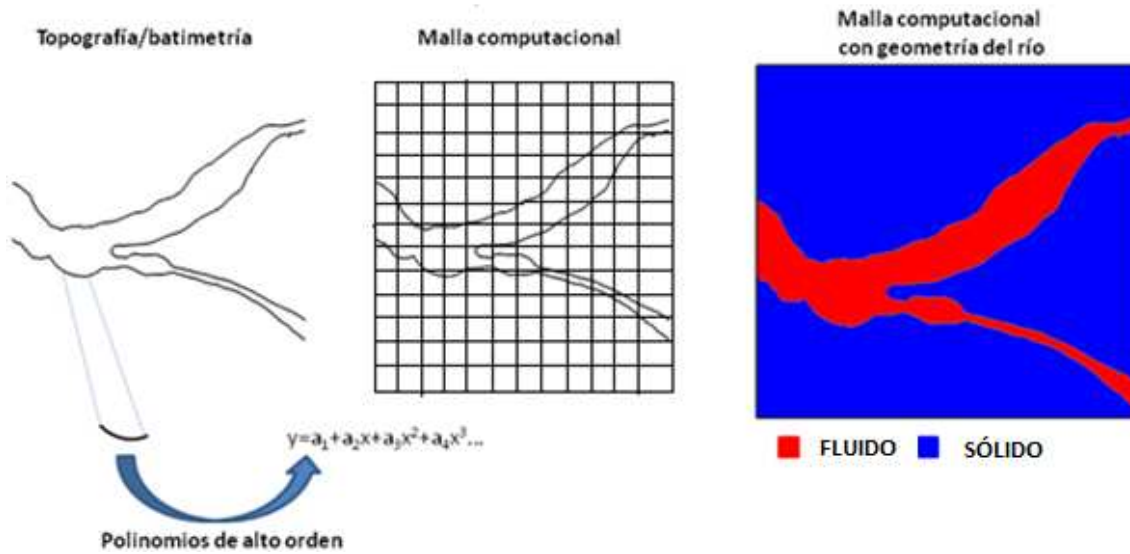 Topografía/batimetría
Malla computacional
Malla computacional
con geometría del río
y=a₁+a₂x+a₃x²+a₄x³...
Polinomios de alto orden
FLUIDO
SÓLIDO